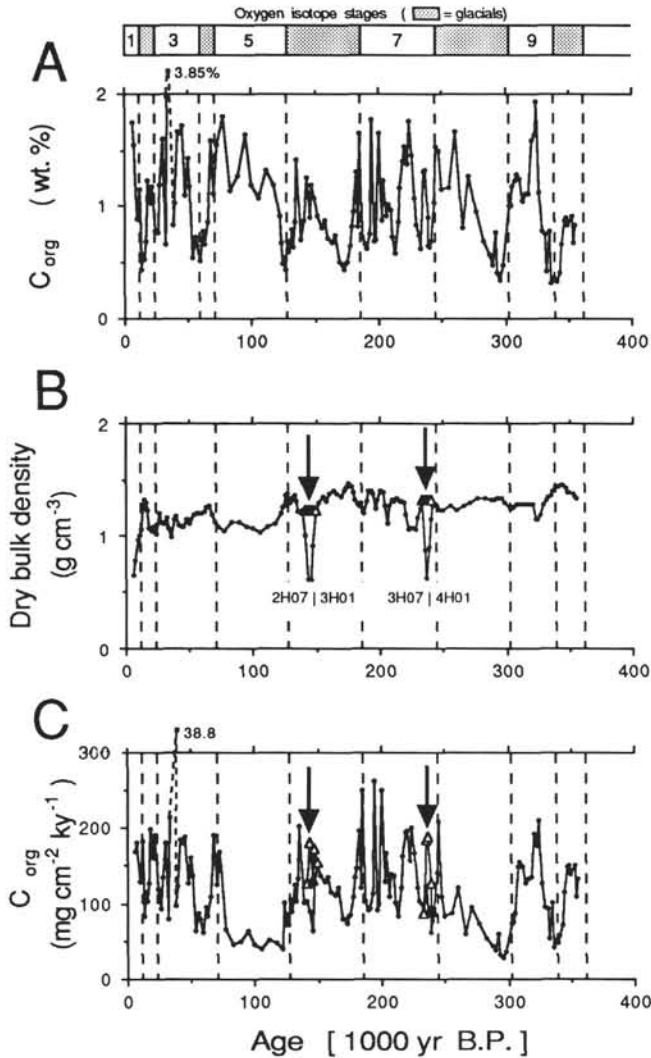 Oxygen isotope stages ( = glacials)
1 3 5 7 9
A
3.85%
2
1
0
C org ( wt. %)
0 100 200 300 400
B
2
1
0
Dry bulk density
(g cm-3)
2H07 | 3H01 3H07 | 4H01
0 100 200 300 400
C
38.8
300
200
100
0
C org
(mg cm-2 ky-1)
0 100 200 300 400
Age [ 1000 yr B.P. ]